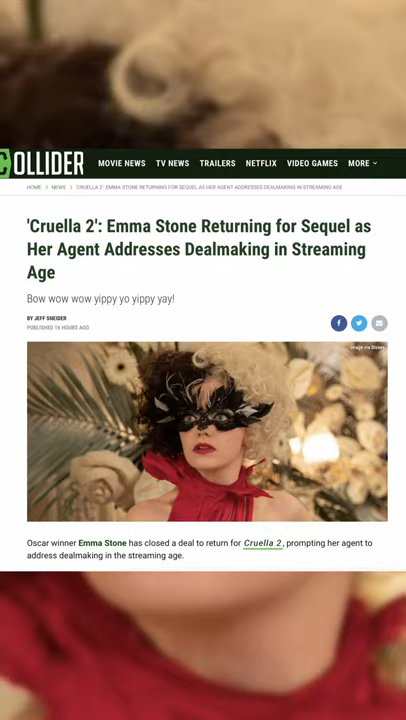 COLLIDER
MOVIE NEWS TV NEWS TRAILERS NETFLIX VIDEO GAMES MORE
HOME > NEWS > 'CRUELLA 2': EMMA STONE RETURNING FOR SEQUEL AS HER AGENT ADDRESSES DEALMAKING IN STREAMING AGE
'Cruella 2': Emma Stone Returning for Sequel as
Her Agent Addresses Dealmaking in Streaming
Age
Bow wow wow yippy yo yippy yay!
BY JEFF SNEIDER
PUBLISHED 16 HOURS AGO
Image via Disney
Oscar winner Emma Stone has closed a deal to return for Cruella 2, prompting her agent to
address dealmaking in the streaming age.